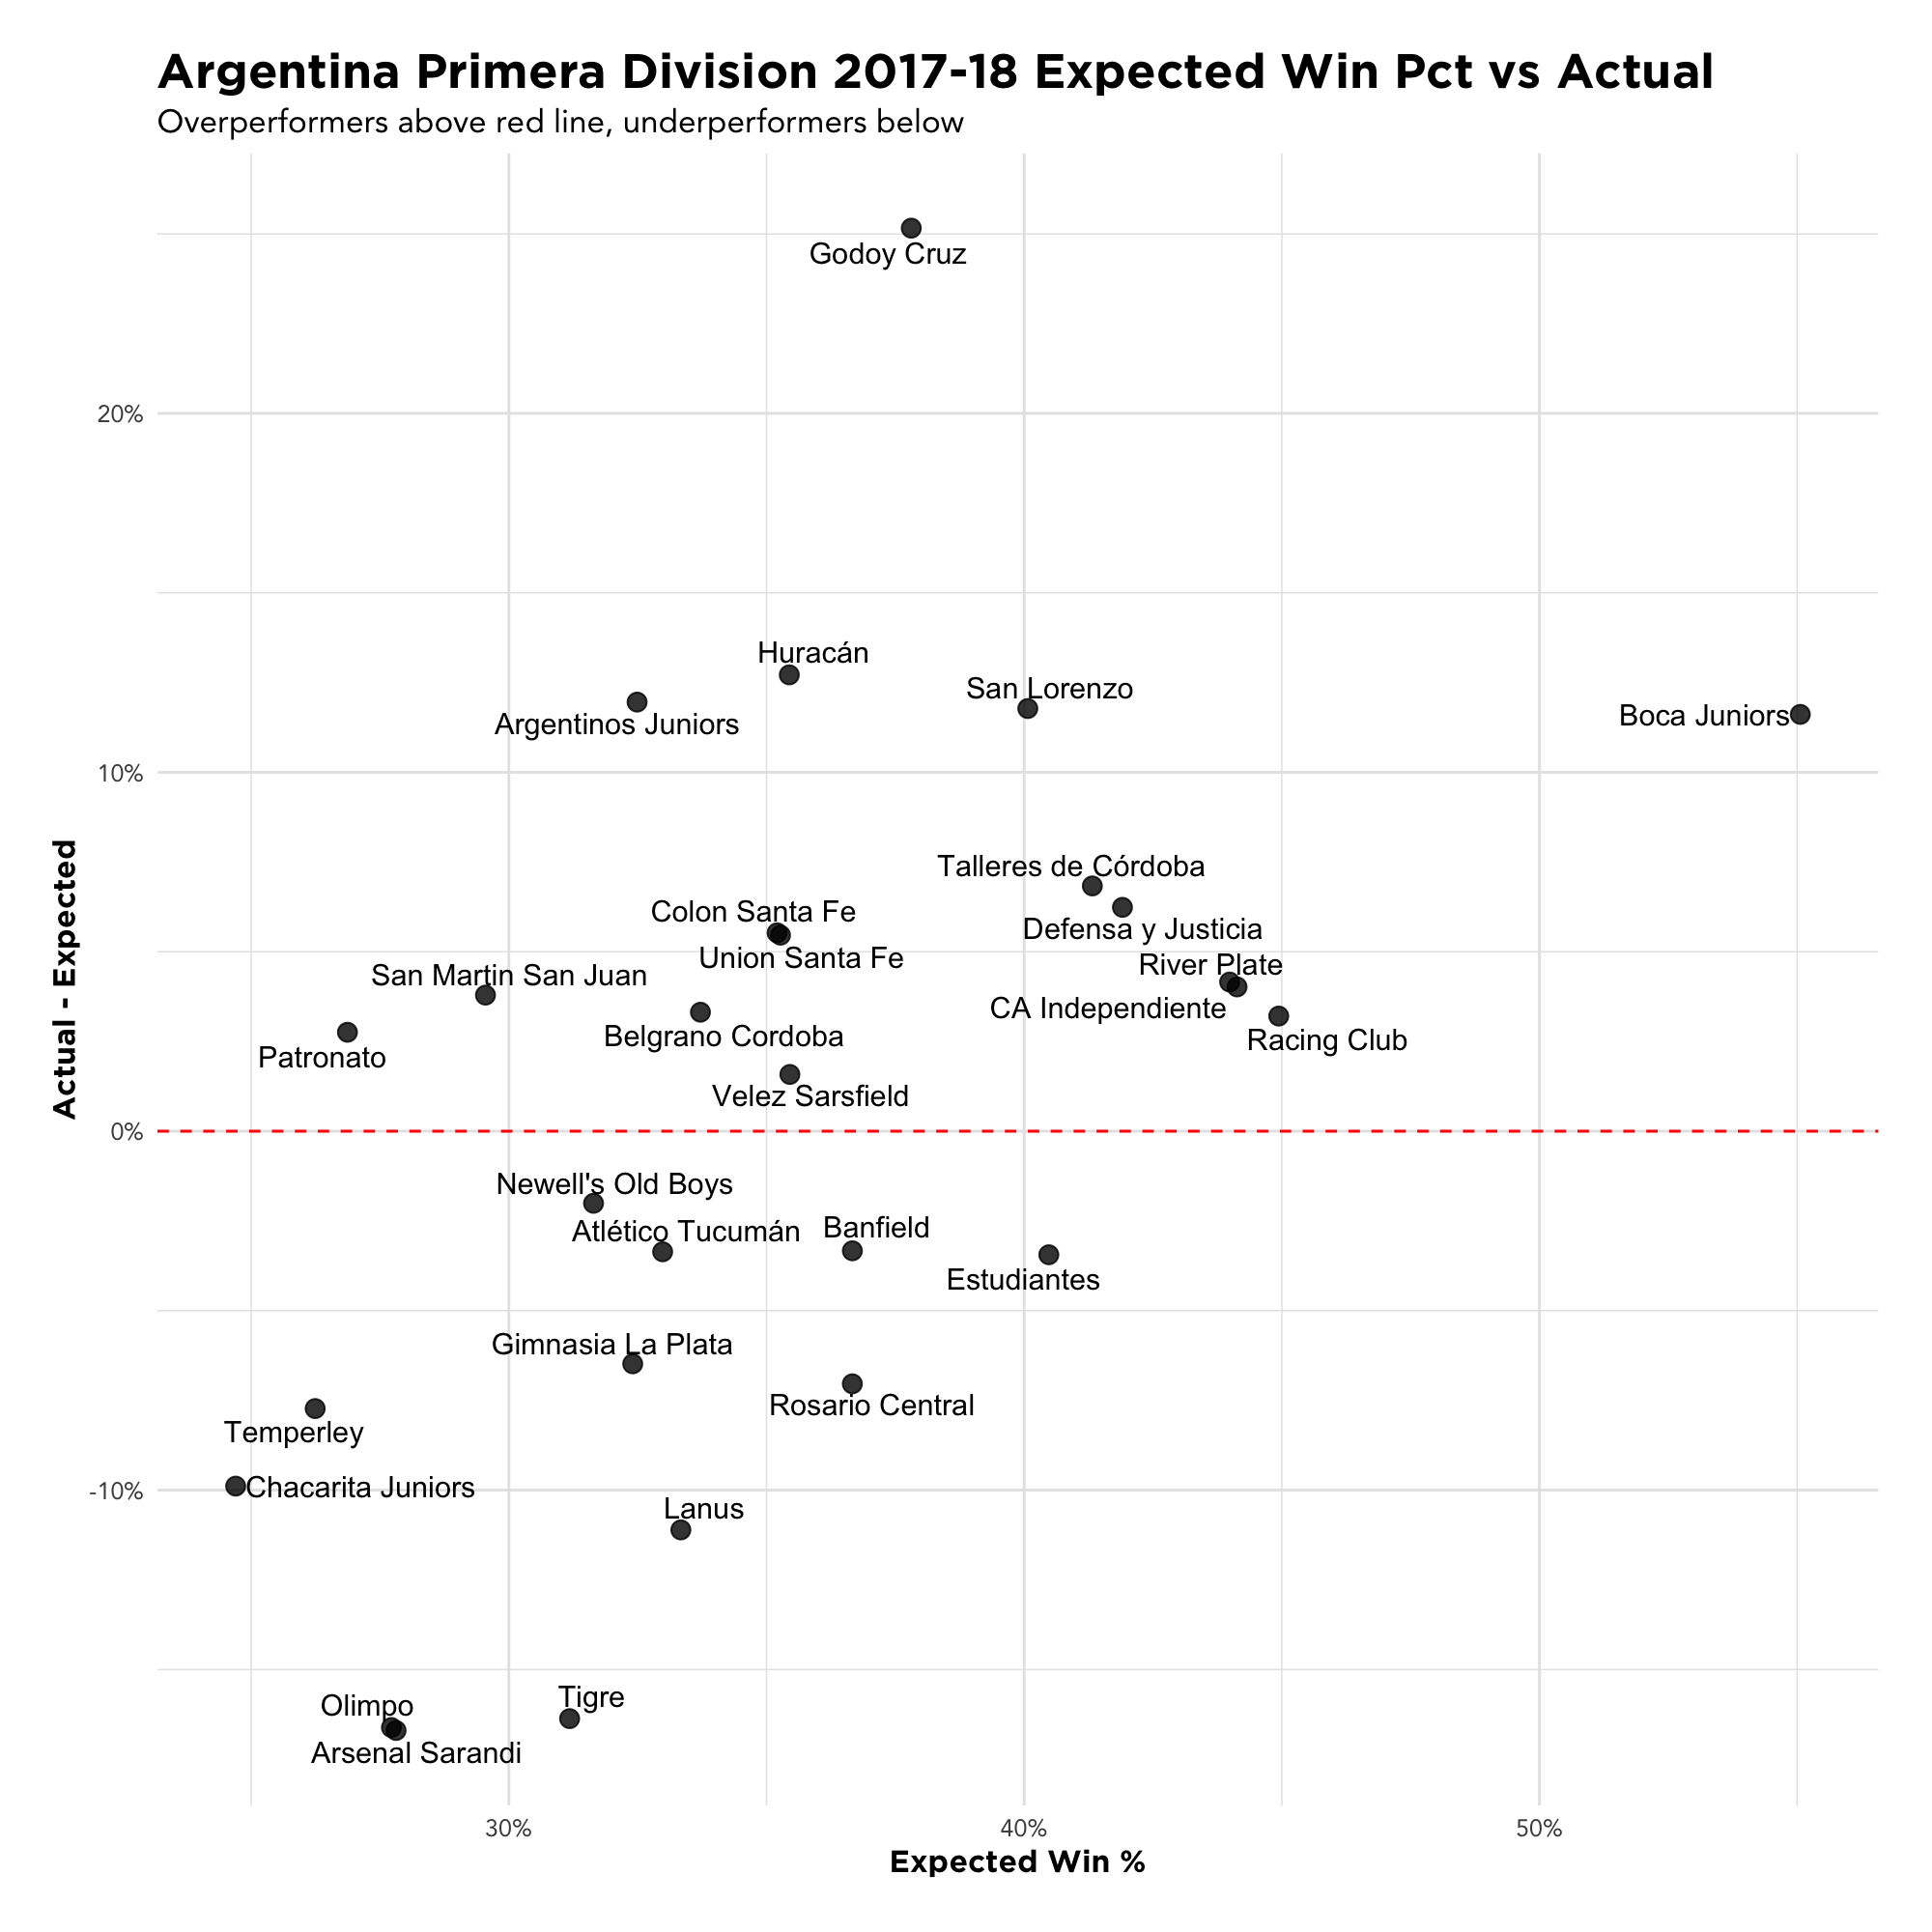 Argentina Primera Division 2017-18 Expected Win Pct vs Actual
Overperformers above red line, underperformers below
Godoy Cruz
20%
Huracán
San Lorenzo
Argentinos Juniors
Boca Juniors
10%
Talleres de Córdoba
Colon Santa Fe
Defensa y Justicia
Union Santa Fe
River Plate
San Martin San Juan
CA Independiente
Belgrano Cordoba
Racing Club
Patronato
Velez Sarsfield
Actual - Expected
0%
Newell's Old Boys
Atlético Tucumán
Banfield
Estudiantes
Gimnasia La Plata
Rosario Central
Temperley
Chacarita Juniors
-10%
Lanus
Tigre
Olimpo
Arsenal Sarandi
30%
40%
50%
Expected Win %